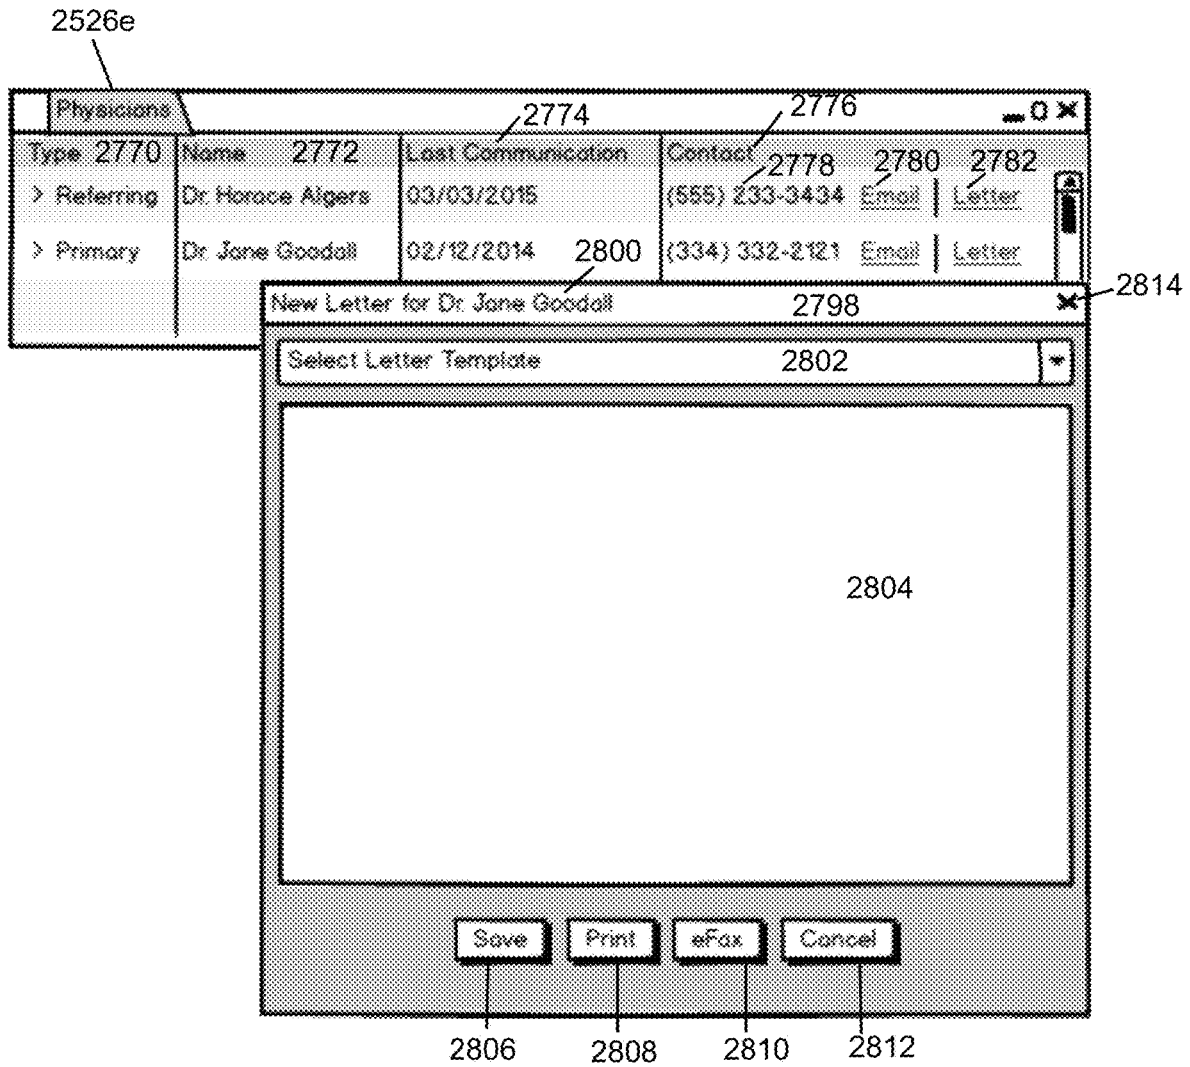 2526e
Physicians
2774
2776
0
Type 2770 Name 2772 Last Communication Contact
2778 2780 2782
> Referring Dr. Horace Algers 03/03/2015 (555) 233-3434 Email | Letter
> Primary Dr. Jane Goodall 02/12/2014 2800 (334) 332-2121 Email | Letter
New Letter for Dr. Jane Goodall 2798 2814
Select Letter Template 2802
2804
Save Print eFax Cancel
2806 2808 2810 2812